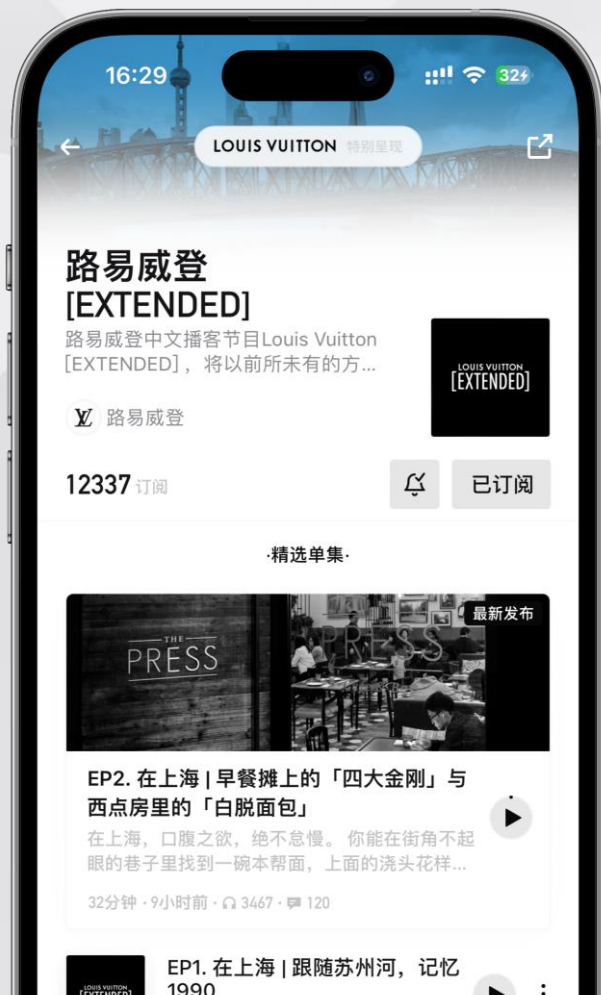 16:29
32
LOUIS VUITTON 特别呈现
路易威登
[EXTENDED]
路易威登中文播客节目Louis Vuitton
[EXTENDED]，将以前所未有的方...
LOUIS VUITTON
[EXTENDED]
路易威登
12337 订阅
已订阅
·精选单集·
最新发布
THE
PRESS
PRESS
EP2. 在上海 | 早餐摊上的「四大金刚」与
西点房里的「白脱面包」
在上海，口腹之欲，绝不怠慢。 你能在街角不起
眼的巷子里找到一碗本帮面，上面的浇头花样...
32分钟 · 9小时前 · 3467 · 120
EP1. 在上海 | 跟随苏州河，记忆
1990
LOUIS VUITTON
[EXTENDED]